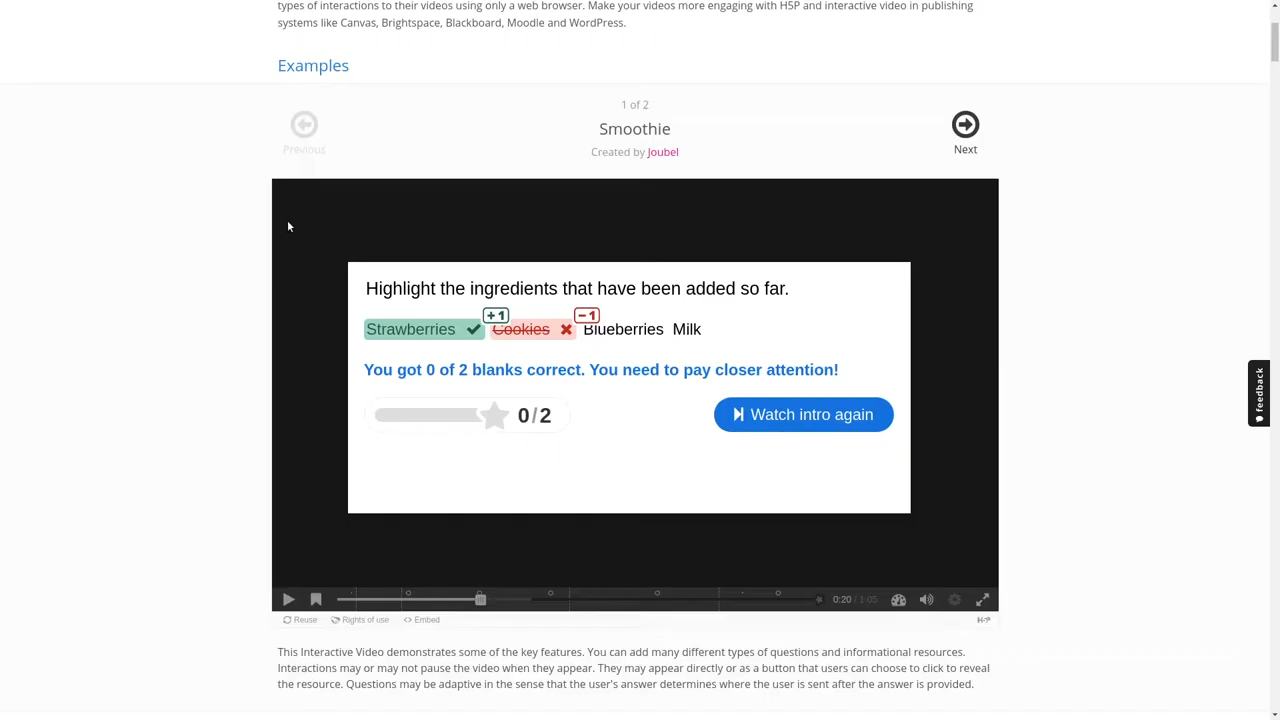 types of interactions to their videos using only a web browser. Make your videos more engaging with H5P and interactive video in publishing
systems like Canvas, Brightspace, Blackboard, Moodle and WordPress.
Examples
1 of 2
Smoothie
Created by Joubel
Previous
Next
Highlight the ingredients that have been added so far.
+1
−1
Strawberries Cookies Blueberries Milk
You got 0 of 2 blanks correct. You need to pay closer attention!
0/2
Watch intro again
feedback
0:20 / 1:05
Reuse Rights of use <> Embed
H-P
This Interactive Video demonstrates some of the key features. You can add many different types of questions and informational resources.
Interactions may or may not pause the video when they appear. They may appear directly or as a button that users can choose to click to reveal
the resource. Questions may be adaptive in the sense that the user's answer determines where the user is sent after the answer is provided.